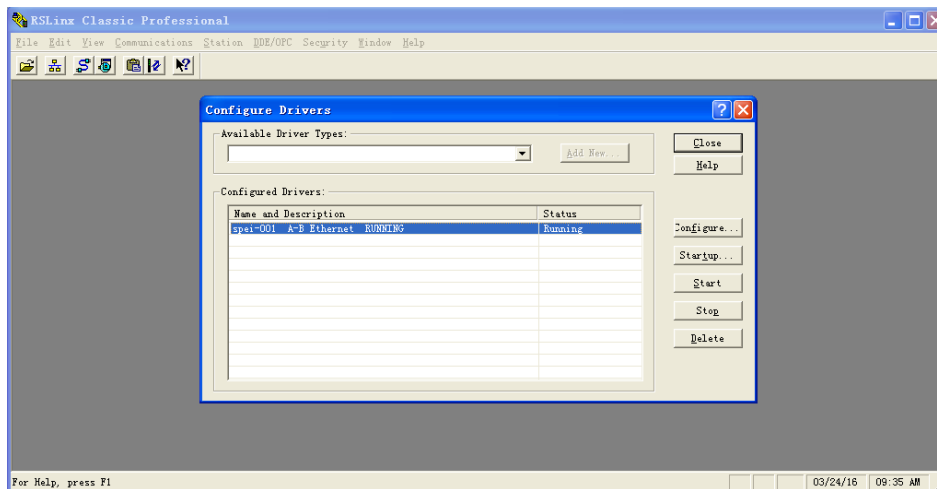 RSLinx Classic Professional
File Edit View Communications Station DDE/OPC Security Window Help
Configure Drivers
Available Driver Types:
Add New...
Close
Help
Configured Drivers:
Name and Description Status
spei-001 A-B Ethernet RUNNING Running
Configure...
Startup...
Start
Stop
Delete
For Help, press F1 03/24/16 09:35 AM